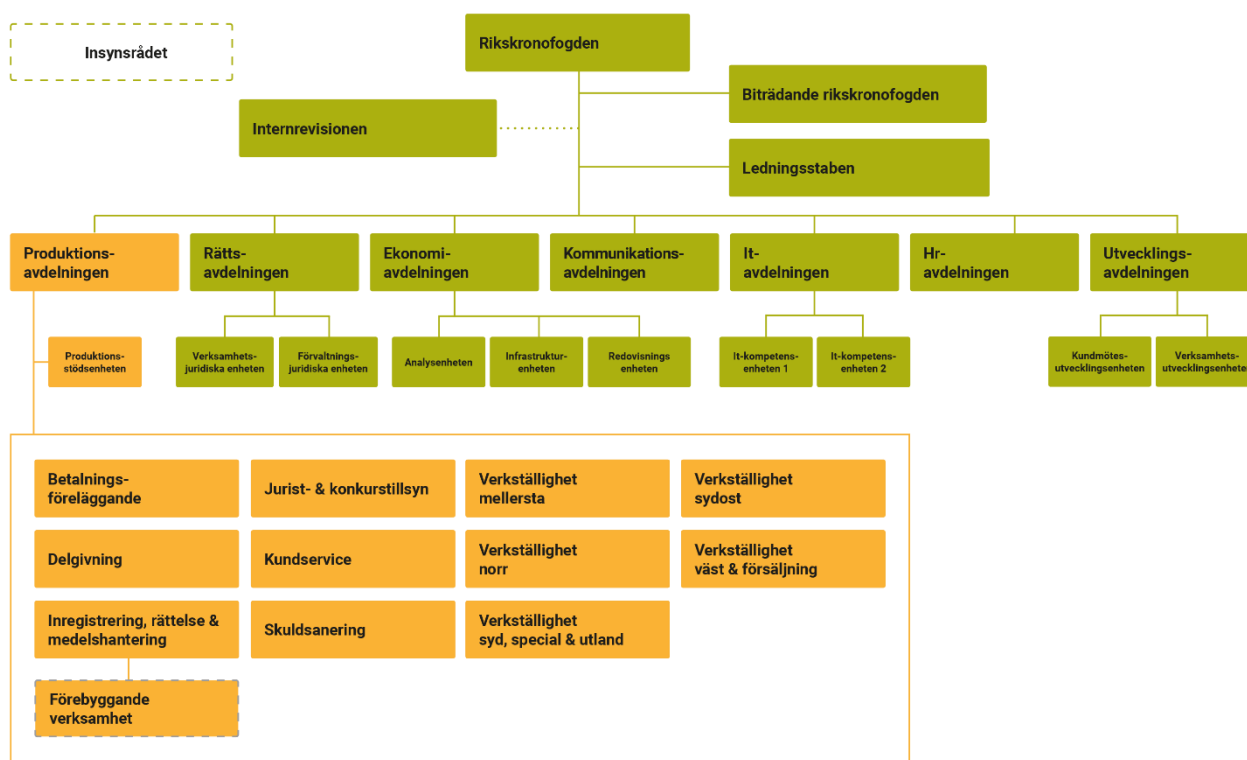 Insynsrådet
Rikskronofogden
Biträdande rikskronofogden
Internrevisionen
Ledningsstaben
Produktions-
avdelningen
Rätts-
avdelningen
Ekonomi-
avdelningen
Kommunikations-
avdelningen
It-
avdelningen
Hr-
avdelningen
Utvecklings-
avdelningen
Produktions-
stödsenheten
Verksamhets-
juridiska enheten
Förvaltnings-
juridiska enheten
Analysenheten
Infrastruktur-
enheten
Redovisnings
enheten
It-kompetens-
enheten 1
It-kompetens-
enheten 2
Kundmötes-
utvecklingsenheten
Verksamhets-
utvecklingsenheten
Betalnings-
föreläggande
Jurist- & konkurstillsyn
Verkställighet
mellersta
Verkställighet
sydost
Delgivning
Kundservice
Verkställighet
norr
Verkställighet
väst & försäljning
Inregistrering, rättelse &
medelshantering
Skuldsanering
Verkställighet
syd, special & utland
Förebyggande
verksamhet